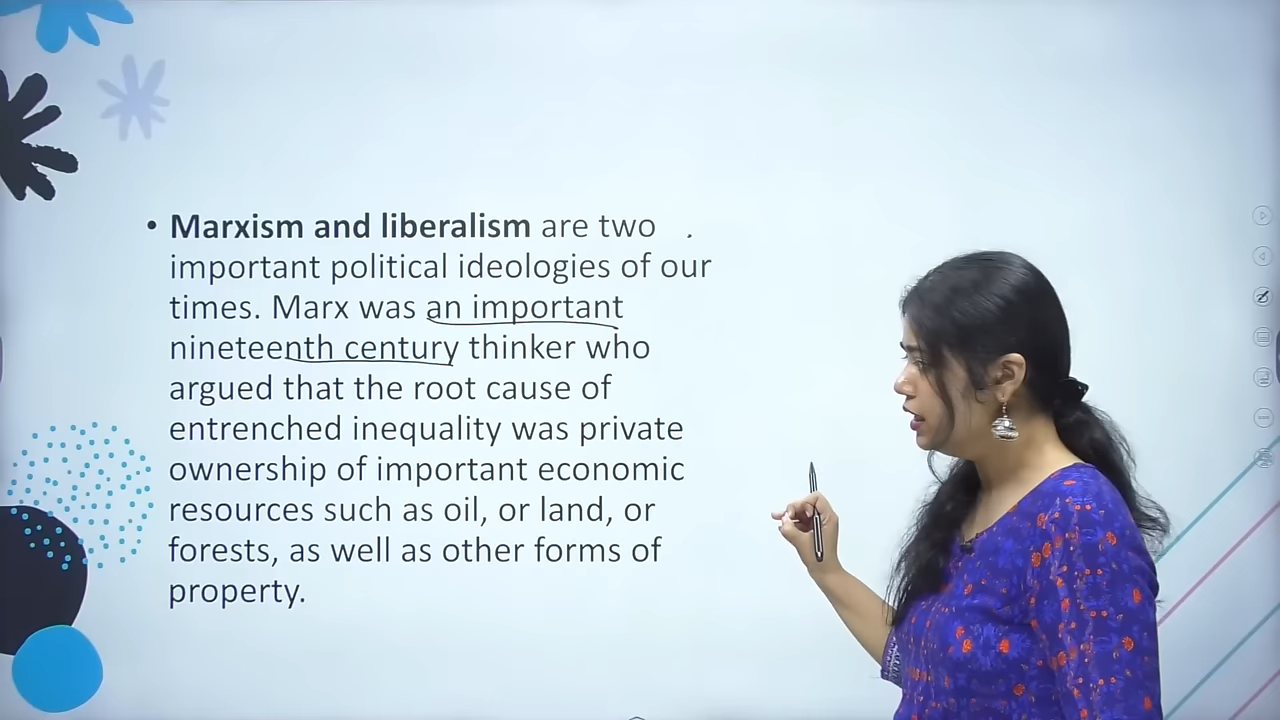 • Marxism and liberalism are two
important political ideologies of our
times. Marx was an important
nineteenth century thinker who
argued that the root cause of
entrenched inequality was private
ownership of important economic
resources such as oil, or land, or
forests, as well as other forms of
property.